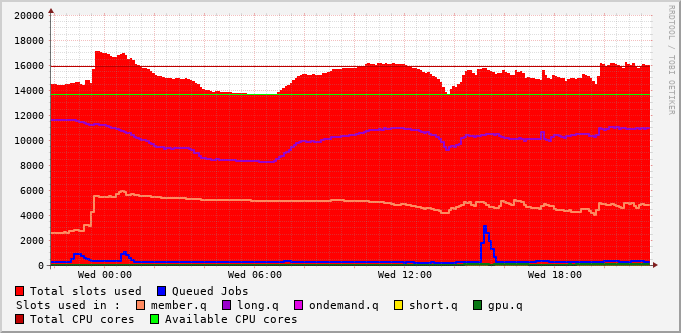 20000
18000
16000
14000
12000
10000
8000
6000
4000
2000
0
Wed 00:00 Wed 06:00 Wed 12:00 Wed 18:00
RRDTOOL / TOBI OETIKER
Total slots used Queued Jobs
Slots used in : member.q long.q ondemand.q short.q gpu.q
Total CPU cores Available CPU cores